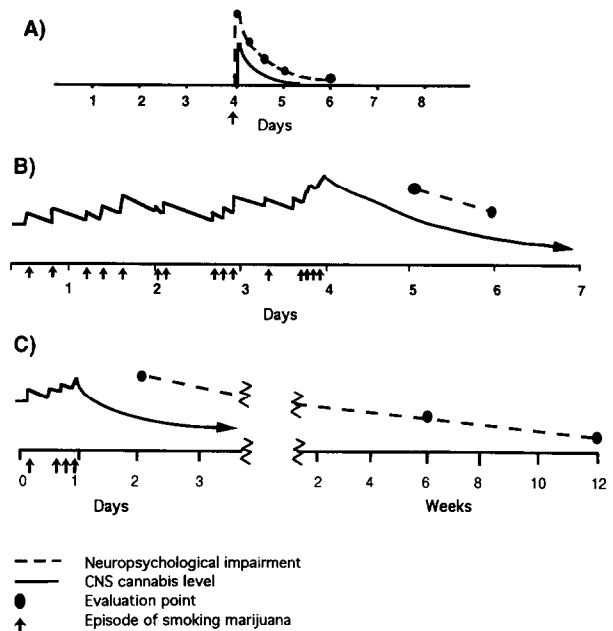 A)
1 2 3 4 5 6 7 8
Days
B)
1 2 3 4 5 6 7
Days
C)
0 1 2 3 2 4 6 8 10 12
Days Weeks
Neuropsychological impairment
CNS cannabis level
Evaluation point
Episode of smoking marijuana